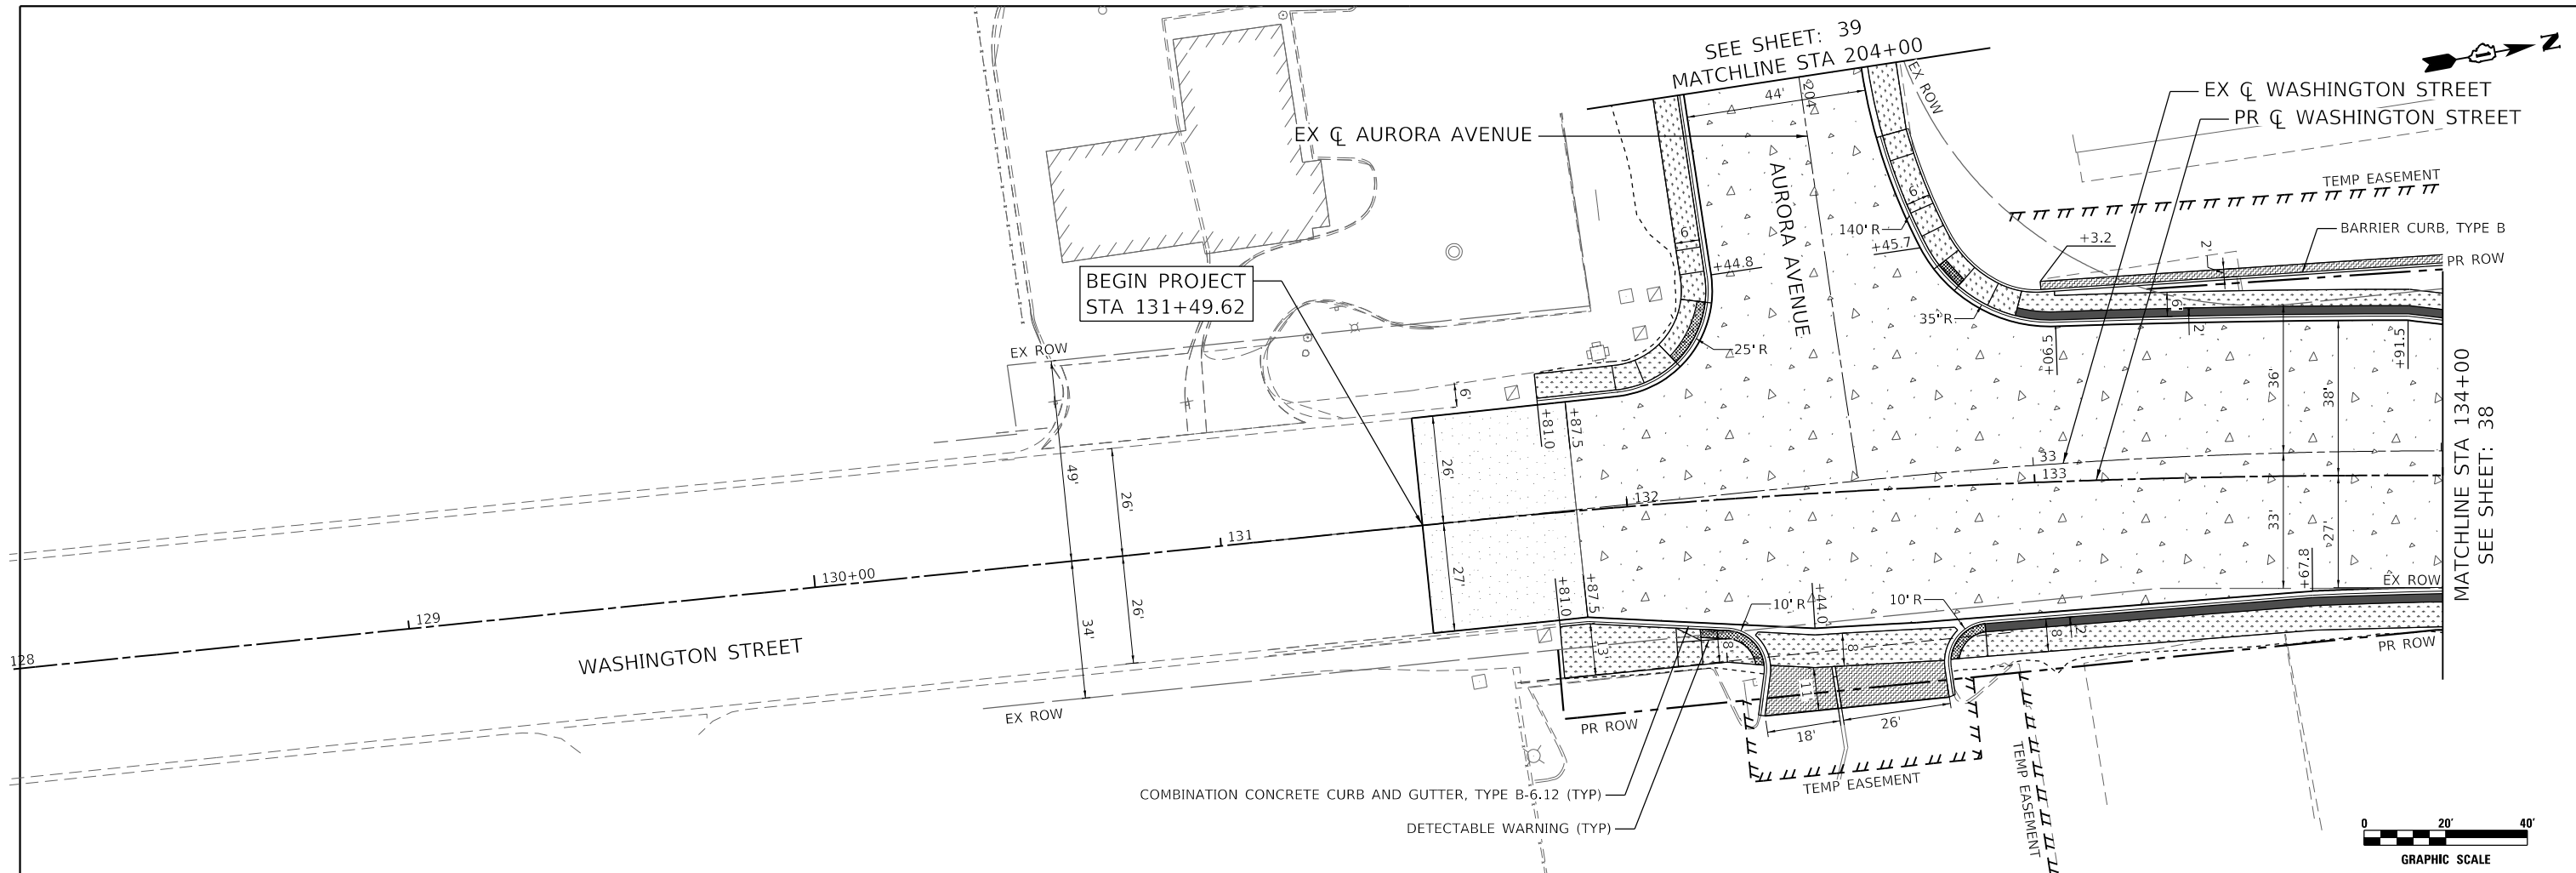 SEE SHEET: 39
MATCHLINE STA 204+00
N
EX ℄ WASHINGTON STREET
PR ℄ WASHINGTON STREET
EX ROW
44'
204
EX ℄ AURORA AVENUE
AURORA AVENUE
TEMP EASEMENT
BARRIER CURB, TYPE B
6'
140' R
+45.7
+3.2
2'
PR ROW
6'
+44.8
BEGIN PROJECT
STA 131+49.62
35' R
6'
2'
25' R
+06.5
+91.5
EX ROW
36'
38'
6'
+81.0
+87.5
MATCHLINE STA 134+00
SEE SHEET: 38
49'
26'
26'
33
133
132
131
130+00
129
128
33'
27'
+67.8
EX ROW
27'
+81.0
+87.5
10' R
+44.0
10' R
26'
34'
WASHINGTON STREET
13'
8'
8'
8'
2'
PR ROW
11'
EX ROW
PR ROW
18'
26'
TEMP EASEMENT
TEMP EASEMENT
COMBINATION CONCRETE CURB AND GUTTER, TYPE B-6.12 (TYP)
DETECTABLE WARNING (TYP)
0 20' 40'
GRAPHIC SCALE